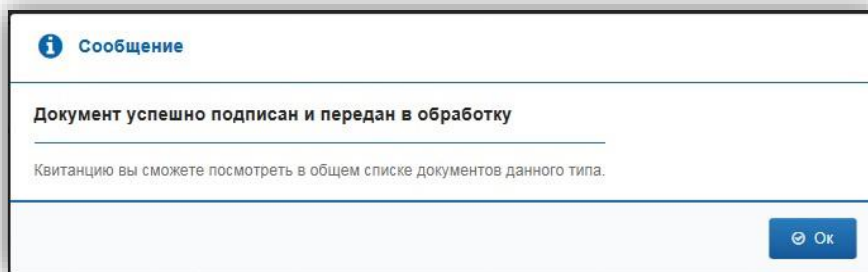 Сообщение
Документ успешно подписан и передан в обработку
Квитанцию вы сможете посмотреть в общем списке документов данного типа.
Ок